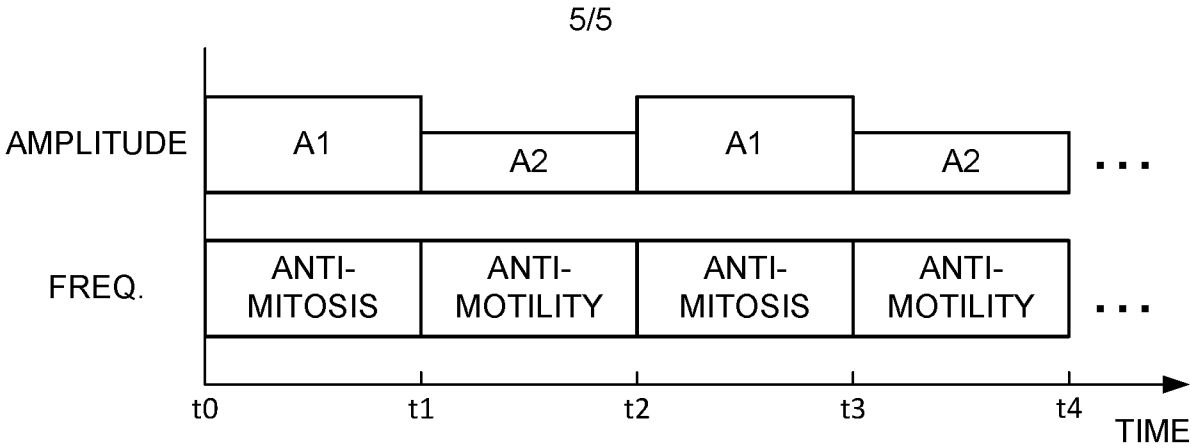 5/5
AMPLITUDE
A1
A2
A1
A2
...
FREQ.
ANTI-
MITOSIS
ANTI-
MOTILITY
ANTI-
MITOSIS
ANTI-
MOTILITY
...
t0
t1
t2
t3
t4
TIME